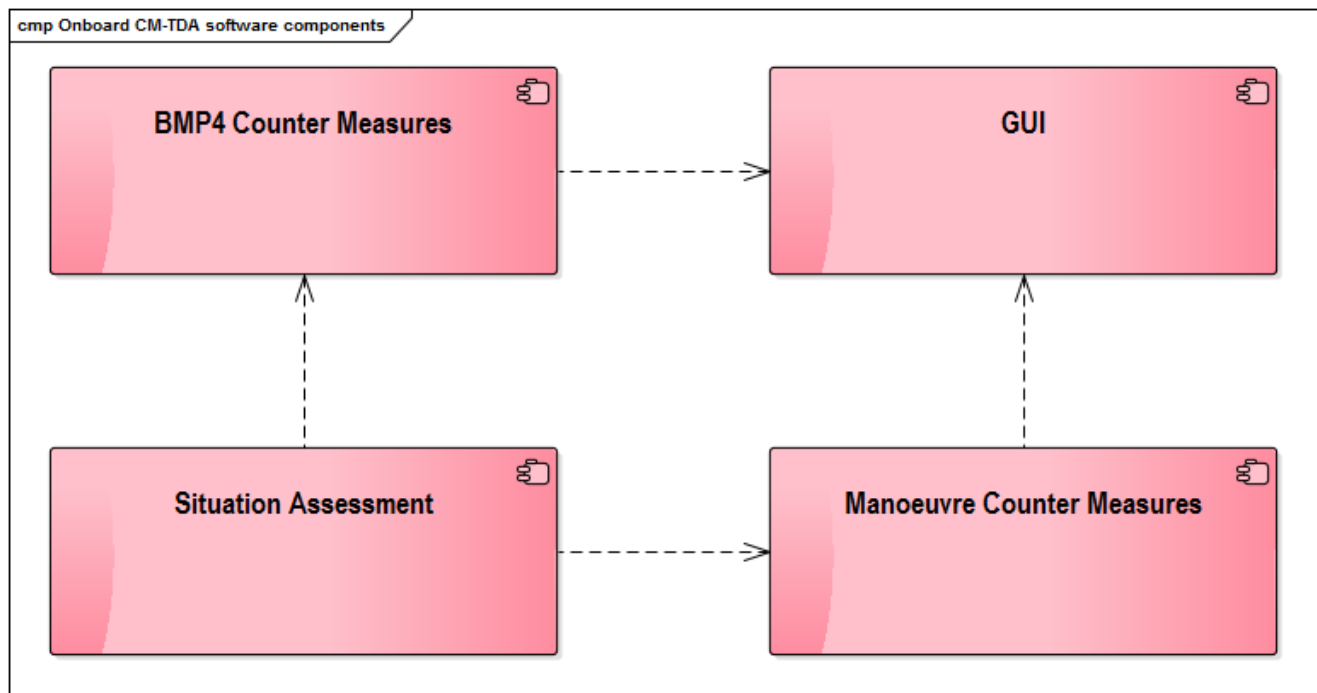 cmp Onboard CM-TDA software components
BMP4 Counter Measures
GUI
Situation Assessment
Manoeuvre Counter Measures